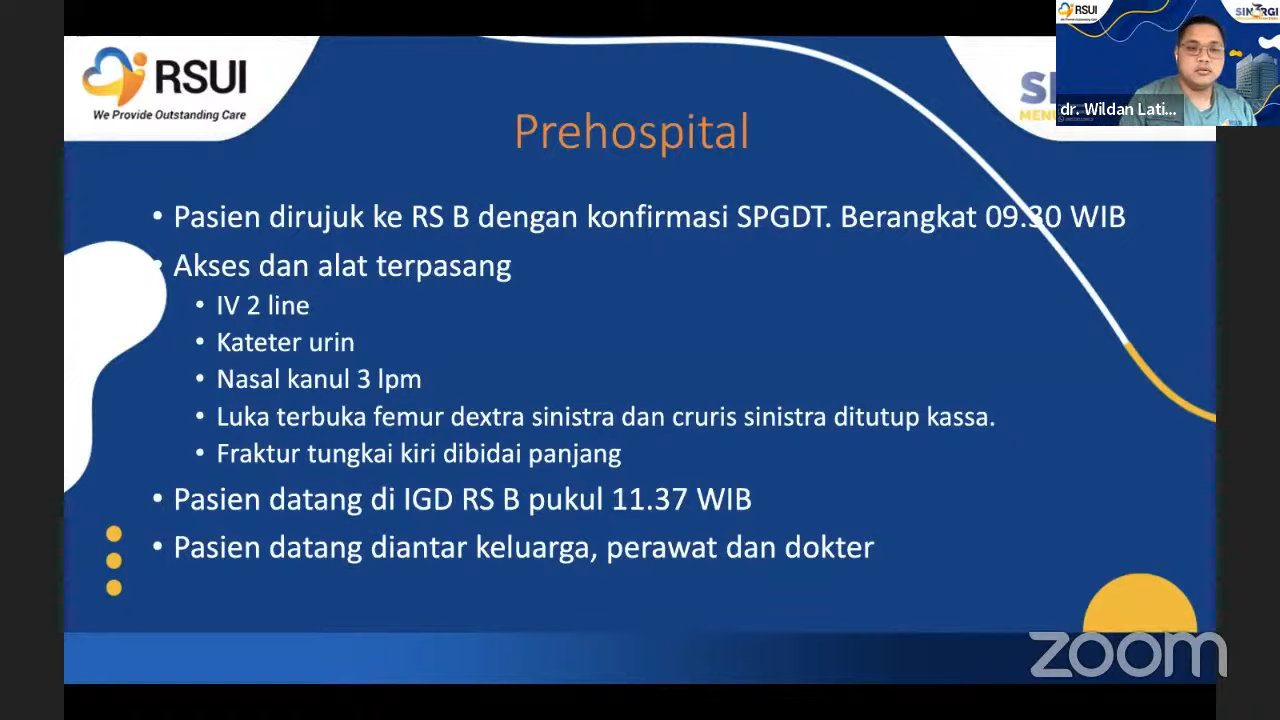 RSUI
We Provide Outstanding Care
Prehospital
• Pasien dirujuk ke RS B dengan konfirmasi SPGDT. Berangkat 09.30 WIB
• Akses dan alat terpasang
• IV 2 line
• Kateter urin
• Nasal kanul 3 lpm
• Luka terbuka femur dextra sinistra dan cruris sinistra ditutup kassa.
• Fraktur tungkai kiri dibidai panjang
• Pasien datang di IGD RS B pukul 11.37 WIB
• Pasien datang diantar keluarga, perawat dan dokter
RSUI
SINERGI
dr. Wildan Lati...
zoom